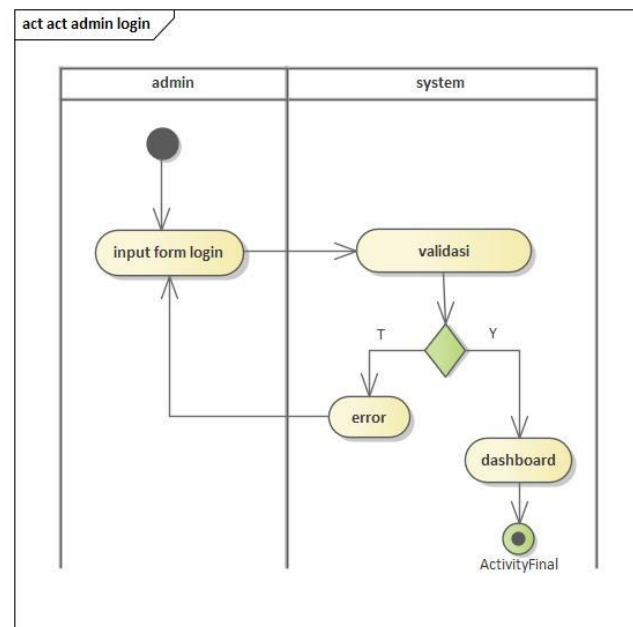 act act admin login
admin
system
input form login
validasi
T
Y
error
dashboard
ActivityFinal